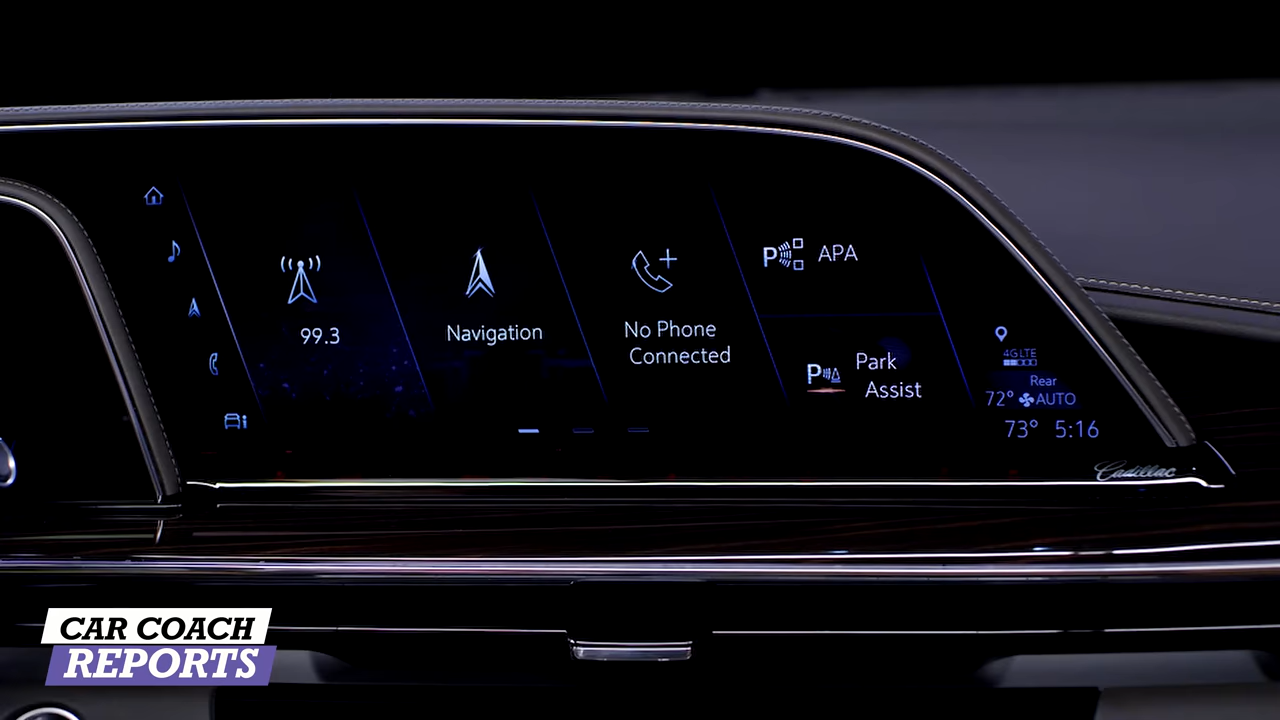 99.3
Navigation
No Phone
Connected
P APA
P Park
Assist
4G LTE
Rear
72° AUTO
73° 5:16
Cadillac
CAR COACH
REPORTS